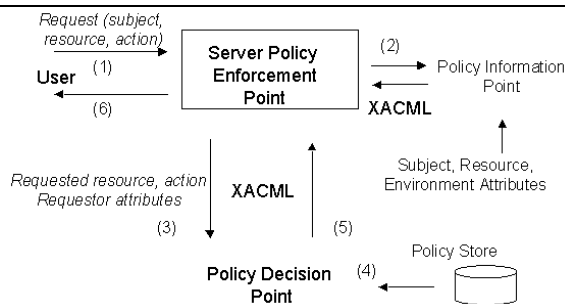 Request (subject,
resource, action)
(1)
User
(6)
Server Policy
Enforcement
Point
(2)
Policy Information
Point
XACML
Subject, Resource,
Environment Attributes
Requested resource, action
Requestor attributes
(3)
XACML
(5)
Policy Store
(4)
Policy Decision
Point